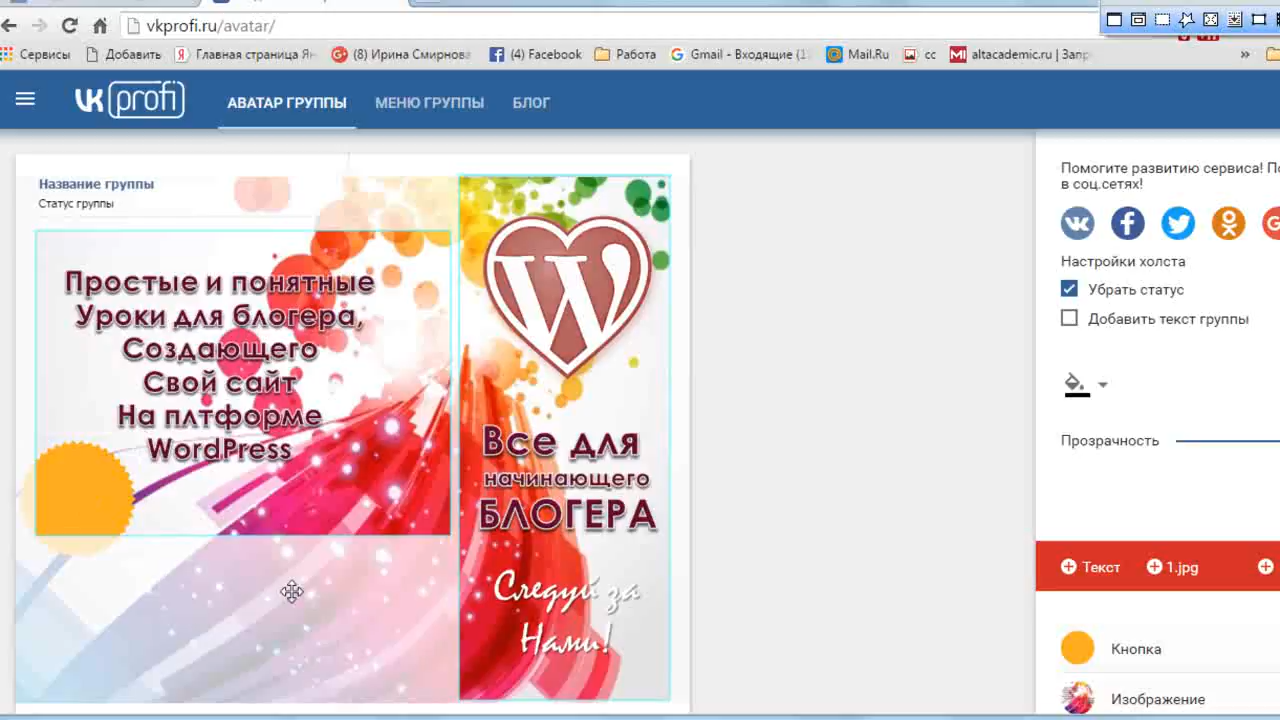 vkprofi.ru/avatar/
Сервисы Добавить Главная страница Ян (8) Ирина Смирнова (4) Facebook Работа Gmail - Входящие (1 Mail.Ru сс altacademic.ru | Запр »
vk profi АВАТАР ГРУППЫ МЕНЮ ГРУППЫ БЛОГ
Название группы
Статус группы
Простые и понятные
Уроки для блогера,
Создающего
Свой сайт
На плтформе
WordPress
W
Все для
начинающего
БЛОГЕРА
Следуй за
Нами!
Помогите развитию сервиса! По
в соц.сетях!
Настройки холста
Убрать статус
Добавить текст группы
Прозрачность
Текст 1.jpg
Кнопка
Изображение